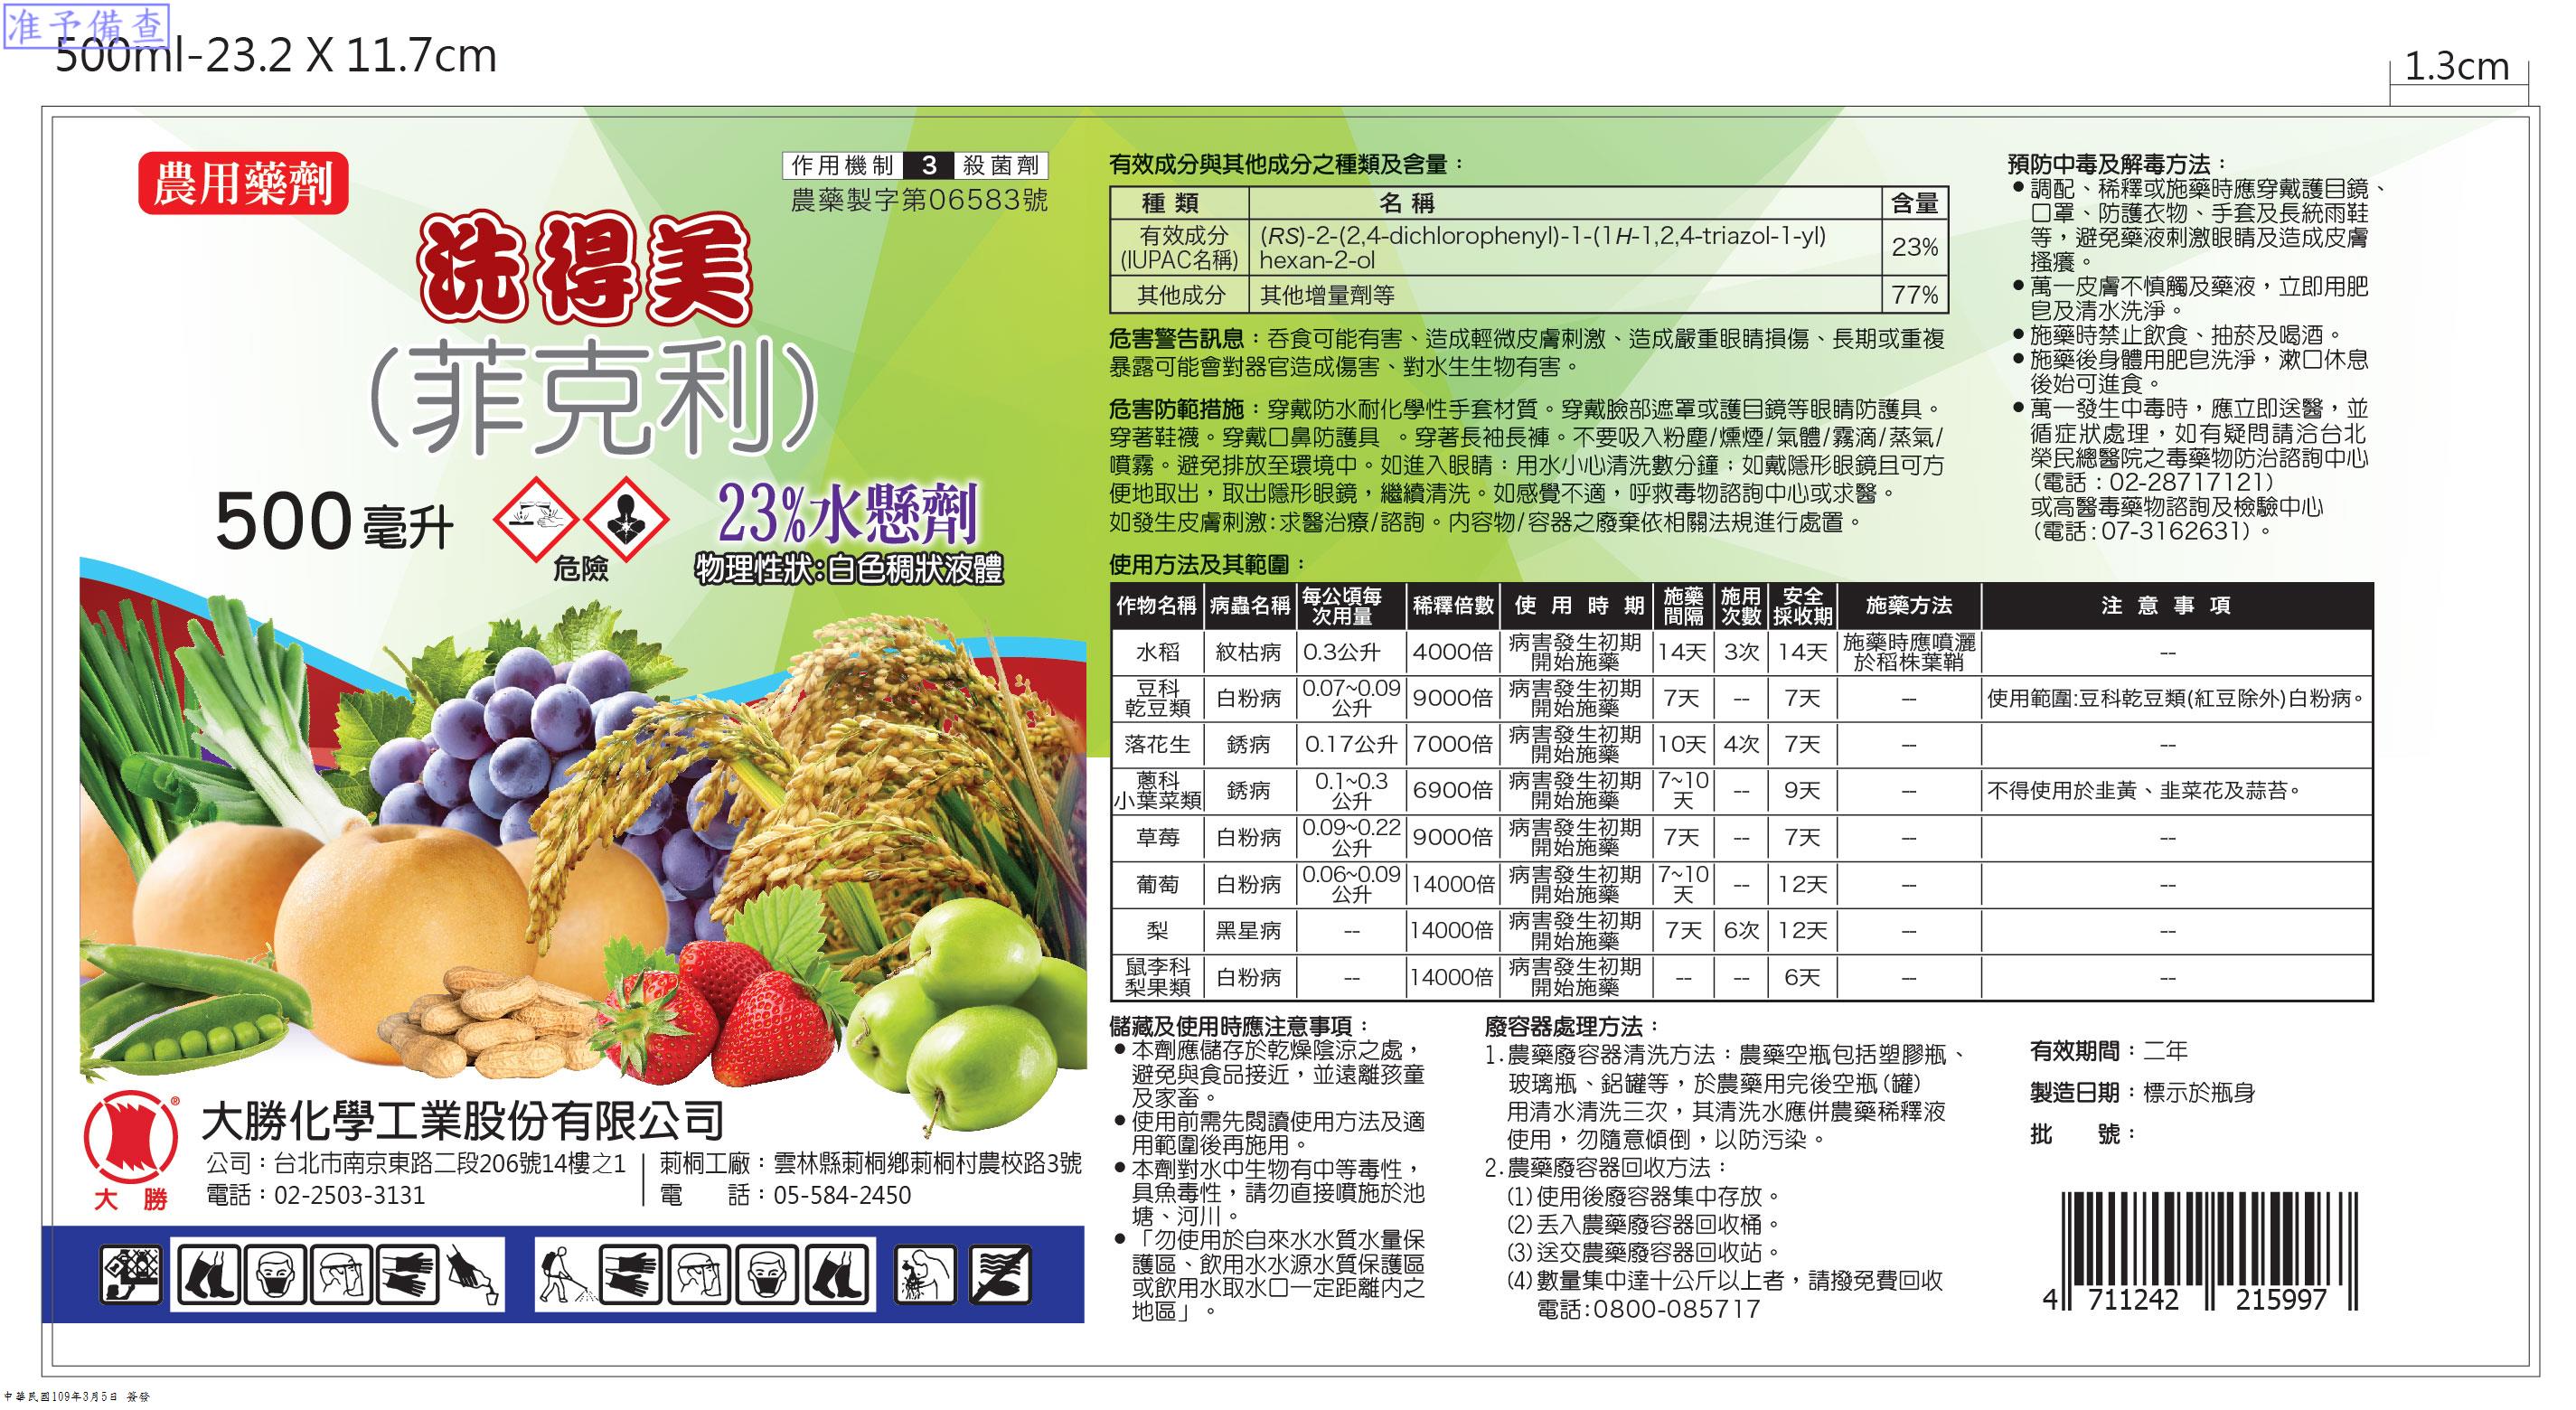 准予備查
500ml-23.2 X 11.7cm
1.3cm
農用藥劑
作用機制 3 殺菌劑
農藥製字第06583號
洗得美
(菲克利)
500毫升
危險
23%水懸劑
物理性狀:白色稠狀液體
®
大 勝
大勝化學工業股份有限公司
公司：台北市南京東路二段206號14樓之1
電話：02-2503-3131
莿桐工廠：雲林縣莿桐鄉莿桐村農校路3號
電　　話：05-584-2450
有效成分與其他成分之種類及含量：
種 類 名 稱 含量
有效成分 (RS)-2-(2,4-dichlorophenyl)-1-(1H-1,2,4-triazol-1-yl) 23%
(IUPAC名稱) hexan-2-ol
其他成分 其他增量劑等 77%
危害警告訊息：吞食可能有害、造成輕微皮膚刺激、造成嚴重眼睛損傷、長期或重複
暴露可能會對器官造成傷害、對水生生物有害。
危害防範措施：穿戴防水耐化學性手套材質。穿戴臉部遮罩或護目鏡等眼睛防護具。
穿著鞋襪。穿戴口鼻防護具 。穿著長袖長褲。不要吸入粉塵/燻煙/氣體/霧滴/蒸氣/
噴霧。避免排放至環境中。如進入眼睛：用水小心清洗數分鐘；如戴隱形眼鏡且可方
便地取出，取出隱形眼鏡，繼續清洗。如感覺不適，呼救毒物諮詢中心或求醫。
如發生皮膚刺激:求醫治療/諮詢。內容物/容器之廢棄依相關法規進行處置。
使用方法及其範圍：
作物名稱 病蟲名稱 每公頃每次用量 稀釋倍數 使 用 時 期 施藥間隔 施用次數 安全採收期 施藥方法 注 意 事 項
水稻 紋枯病 0.3公升 4000倍 病害發生初期開始施藥 14天 3次 14天 施藥時應噴灑於稻株葉鞘 --
豆科乾豆類 白粉病 0.07~0.09公升 9000倍 病害發生初期開始施藥 7天 -- 7天 -- 使用範圍:豆科乾豆類(紅豆除外)白粉病。
落花生 銹病 0.17公升 7000倍 病害發生初期開始施藥 10天 4次 7天 -- --
蔥科小葉菜類 銹病 0.1~0.3公升 6900倍 病害發生初期開始施藥 7~10天 -- 9天 -- 不得使用於韭黃、韭菜花及蒜苔。
草莓 白粉病 0.09~0.22公升 9000倍 病害發生初期開始施藥 7天 -- 7天 -- --
葡萄 白粉病 0.06~0.09公升 14000倍 病害發生初期開始施藥 7~10天 -- 12天 -- --
梨 黑星病 -- 14000倍 病害發生初期開始施藥 7天 6次 12天 -- --
鼠李科梨果類 白粉病 -- 14000倍 病害發生初期開始施藥 -- -- 6天 -- --
預防中毒及解毒方法：
●調配、稀釋或施藥時應穿戴護目鏡、
口罩、防護衣物、手套及長統雨鞋
等，避免藥液刺激眼睛及造成皮膚
搔癢。
●萬一皮膚不慎觸及藥液，立即用肥
皂及清水洗淨。
●施藥時禁止飲食、抽菸及喝酒。
●施藥後身體用肥皂洗淨，漱口休息
後始可進食。
●萬一發生中毒時，應立即送醫，並
循症狀處理，如有疑問請洽台北
榮民總醫院之毒藥物防治諮詢中心
(電話：02-28717121)
或高醫毒藥物諮詢及檢驗中心
(電話:07-3162631)。
儲藏及使用時應注意事項：
●本劑應儲存於乾燥陰涼之處，
避免與食品接近，並遠離孩童
及家畜。
●使用前需先閱讀使用方法及適
用範圍後再施用。
●本劑對水中生物有中等毒性，
具魚毒性，請勿直接噴施於池
塘、河川。
●「勿使用於自來水水質水量保
護區、飲用水水源水質保護區
或飲用水取水口一定距離內之
地區」。
廢容器處理方法：
1.農藥廢容器清洗方法：農藥空瓶包括塑膠瓶、
玻璃瓶、鋁罐等，於農藥用完後空瓶(罐)
用清水清洗三次，其清洗水應併農藥稀釋液
使用，勿隨意傾倒，以防污染。
2.農藥廢容器回收方法：
(1)使用後廢容器集中存放。
(2)丟入農藥廢容器回收桶。
(3)送交農藥廢容器回收站。
(4)數量集中達十公斤以上者，請撥免費回收
電話:0800-085717
有效期間：二年
製造日期：標示於瓶身
批　　號：
4 711242 215997
中華民國109年3月5日 簽發